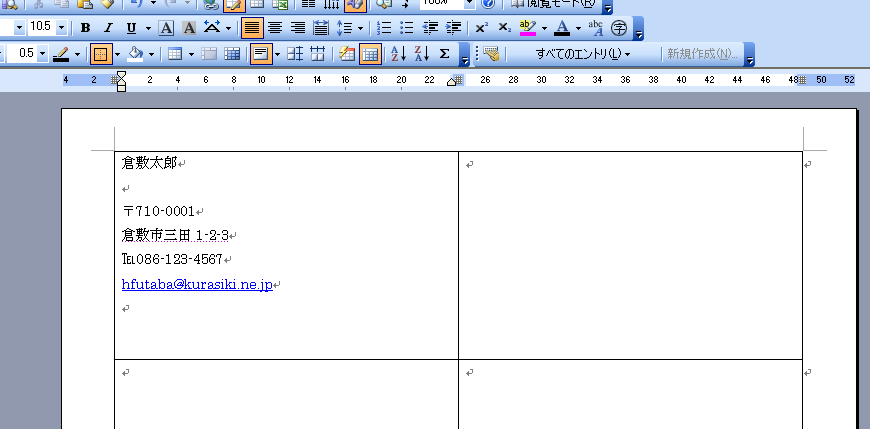 100%
閲覧モード(R)
10.5
B I U A A
0.5
すべてのエントリ(L)
新規作成(N)...
4 2 2 4 6 8 10 12 14 16 18 20 22 26 28 30 32 34 36 38 40 42 44 46 48 50 52
倉敷太郎
〒710-0001
倉敷市三田 1-2-3
℡086-123-4567
hfutaba@kurasiki.ne.jp